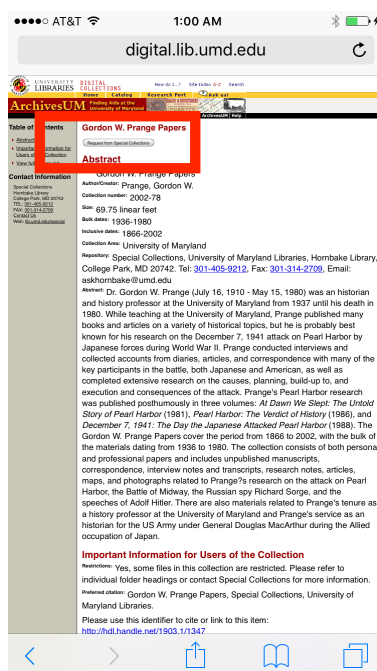 AT&T 1:00 AM
digital.lib.umd.edu
UNIVERSITY LIBRARIES DIGITAL COLLECTIONS How do I...? Site Index A-Z Search
Home Catalog Research Port Ask us!
ArchivesUM Finding Aids at the University of Maryland
ArchivesUM | Help
Table of Contents
Abstract
Important Information for
Users of the Collection
View full
Contact Information
Special Collections
Hornbake Library
College Park, MD 20742
TEL: 301-405-9212
FAX: 301-314-2709
Contact Us
Web: lib.umd.edu/special
Gordon W. Prange Papers
Request from Special Collections
Abstract
Gordon W. Prange Papers
Author/Creator: Prange, Gordon W.
Collection number: 2002-78
Size: 69.75 linear feet
Bulk dates: 1936-1980
Inclusive dates: 1866-2002
Collection Area: University of Maryland
Repository: Special Collections, University of Maryland Libraries, Hornbake Library,
College Park, MD 20742. Tel: 301-405-9212, Fax: 301-314-2709, Email:
askhornbake@umd.edu
Abstract: Dr. Gordon W. Prange (July 16, 1910 - May 15, 1980) was an historian
and history professor at the University of Maryland from 1937 until his death in
1980. While teaching at the University of Maryland, Prange published many
books and articles on a variety of historical topics, but he is probably best
known for his research on the December 7, 1941 attack on Pearl Harbor by
Japanese forces during World War II. Prange conducted interviews and
collected accounts from diaries, articles, and correspondence with many of the
key participants in the battle, both Japanese and American, as well as
completed extensive research on the causes, planning, build-up to, and
execution and consequences of the attack. Prange's Pearl Harbor research
was published posthumously in three volumes: At Dawn We Slept: The Untold
Story of Pearl Harbor (1981), Pearl Harbor: The Verdict of History (1986), and
December 7, 1941: The Day the Japanese Attacked Pearl Harbor (1988). The
Gordon W. Prange Papers cover the period from 1866 to 2002, with the bulk of
the materials dating from 1936 to 1980. The collection consists of both persona
and professional papers and includes unpublished manuscripts,
correspondence, interview notes and transcripts, research notes, articles,
maps, and photographs related to Prange?s research on the attack on Pearl
Harbor, the Battle of Midway, the Russian spy Richard Sorge, and the
speeches of Adolf Hitler. There are also materials related to Prange's tenure as
a history professor at the University of Maryland and Prange's service as an
historian for the US Army under General Douglas MacArthur during the Allied
occupation of Japan.
Important Information for Users of the Collection
Restrictions: Yes, some files in this collection are restricted. Please refer to
individual folder headings or contact Special Collections for more information.
Preferred citation: Gordon W. Prange Papers, Special Collections, University of
Maryland Libraries.
Please use this identifier to cite or link to this item:
http://hdl.handle.net/1903.1/1347